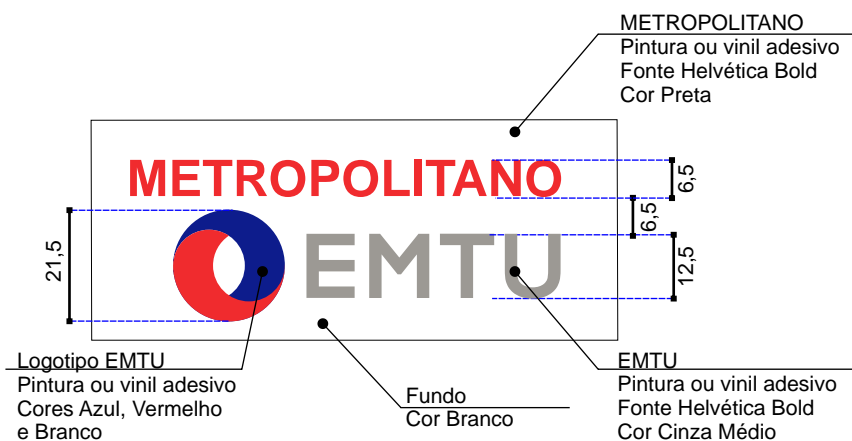 METROPOLITANO
Pintura ou vinil adesivo
Fonte Helvética Bold
Cor Preta
METROPOLITANO
6,5
6,5
21,5
EMTU
12,5
Logotipo EMTU
Pintura ou vinil adesivo
Cores Azul, Vermelho
e Branco
Fundo
Cor Branco
EMTU
Pintura ou vinil adesivo
Fonte Helvética Bold
Cor Cinza Médio